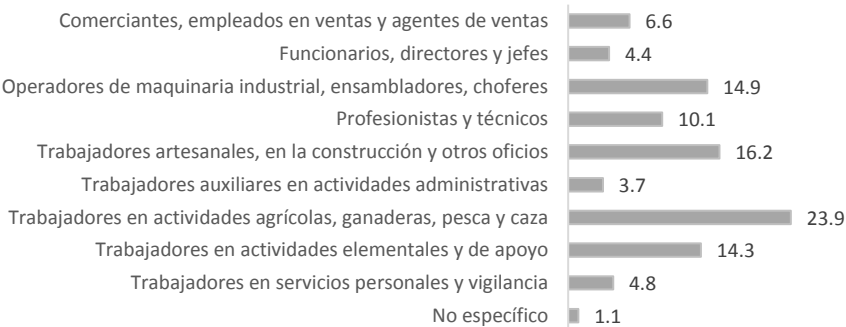 Comerciantes, empleados en ventas y agentes de ventas 6.6
Funcionarios, directores y jefes 4.4
Operadores de maquinaria industrial, ensambladores, choferes 14.9
Profesionistas y técnicos 10.1
Trabajadores artesanales, en la construcción y otros oficios 16.2
Trabajadores auxiliares en actividades administrativas 3.7
Trabajadores en actividades agrícolas, ganaderas, pesca y caza 23.9
Trabajadores en actividades elementales y de apoyo 14.3
Trabajadores en servicios personales y vigilancia 4.8
No específico 1.1